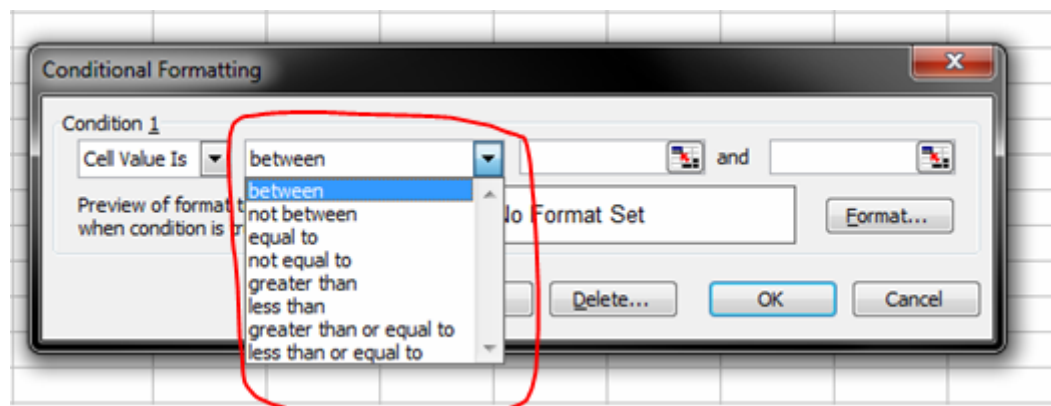 Conditional Formatting
Condition 1
Cell Value Is between and
between
not between
equal to
not equal to
greater than
less than
greater than or equal to
less than or equal to
Preview of format t
when condition is tr
No Format Set
Format...
Delete...
OK
Cancel